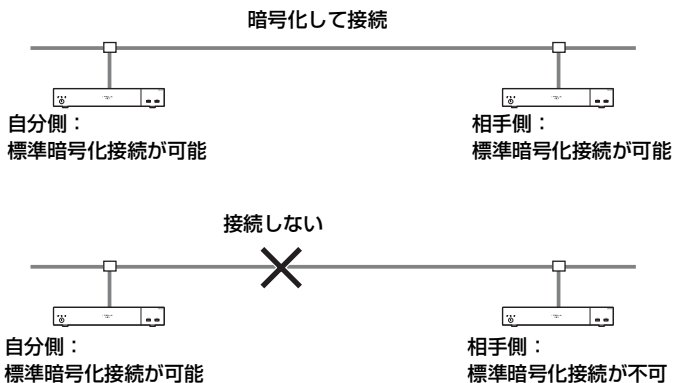 暗号化して接続
自分側：
標準暗号化接続が可能
相手側：
標準暗号化接続が可能
接続しない
自分側：
標準暗号化接続が可能
相手側：
標準暗号化接続が不可